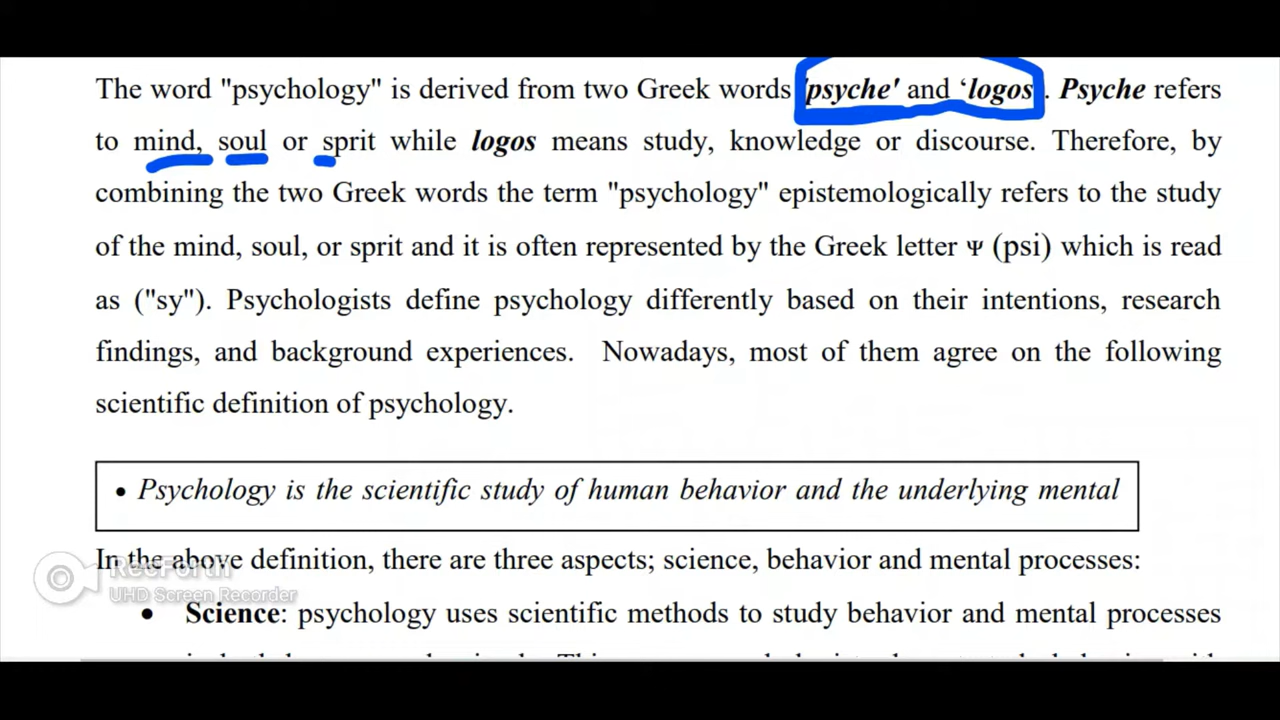 The word "psychology" is derived from two Greek words 'psyche' and ‘logos . Psyche refers
to mind, soul or sprit while logos means study, knowledge or discourse. Therefore, by
combining the two Greek words the term "psychology" epistemologically refers to the study
of the mind, soul, or sprit and it is often represented by the Greek letter Ψ (psi) which is read
as ("sy"). Psychologists define psychology differently based on their intentions, research
findings, and background experiences. Nowadays, most of them agree on the following
scientific definition of psychology.
• Psychology is the scientific study of human behavior and the underlying mental
In the above definition, there are three aspects; science, behavior and mental processes:
RecForth
UHD Screen Recorder
• Science: psychology uses scientific methods to study behavior and mental processes